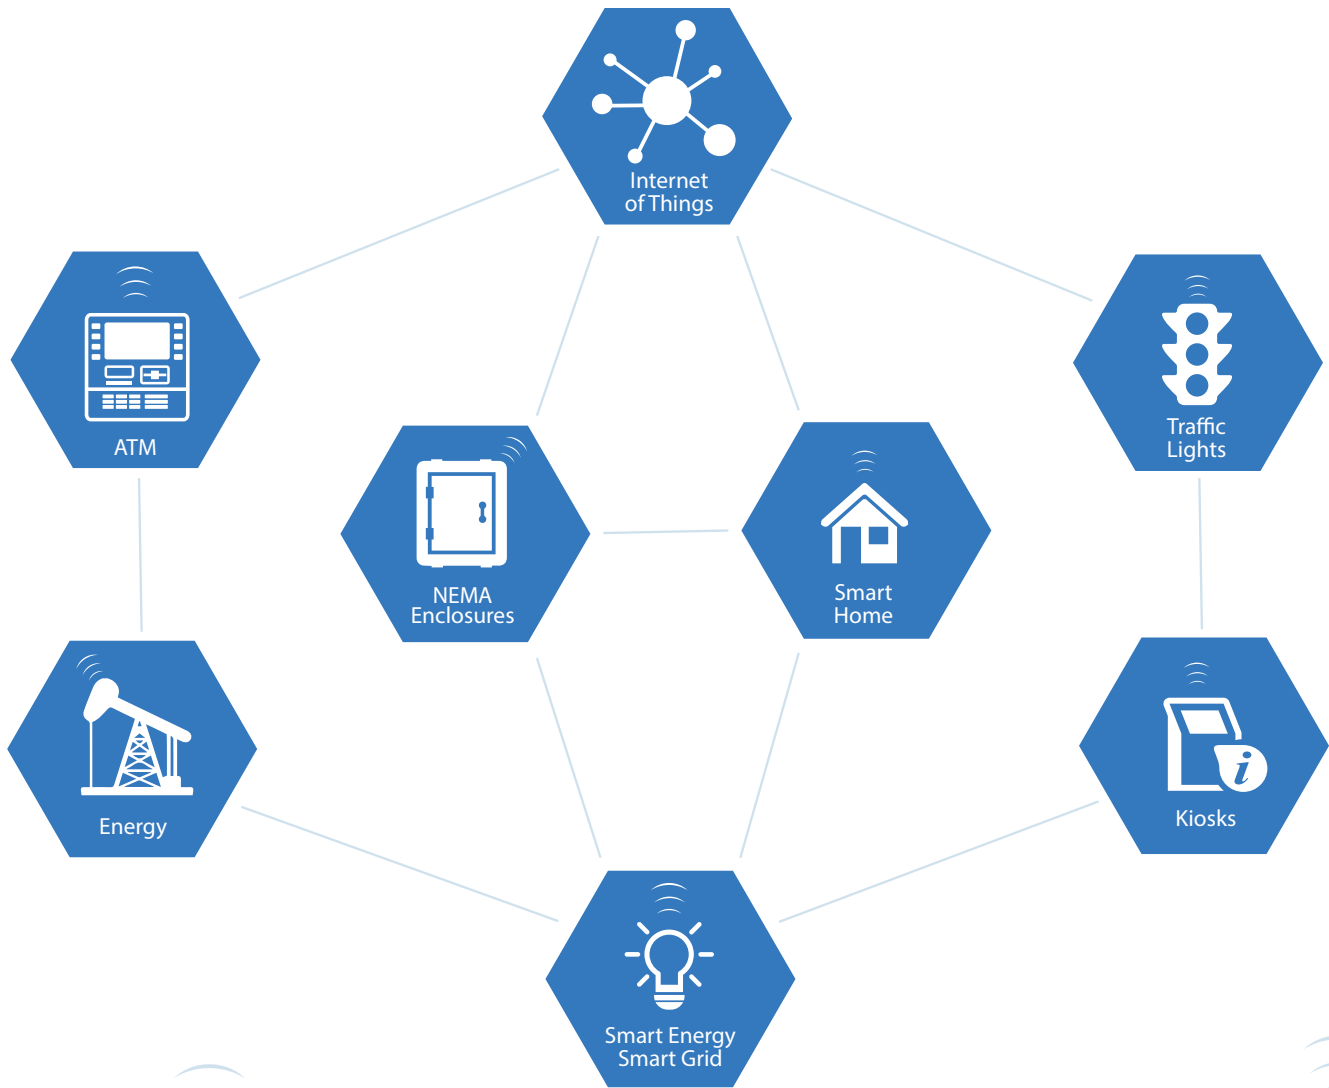 Internet
of Things
ATM
Traffic
Lights
NEMA
Enclosures
Smart
Home
Energy
i
Kiosks
Smart Energy
Smart Grid